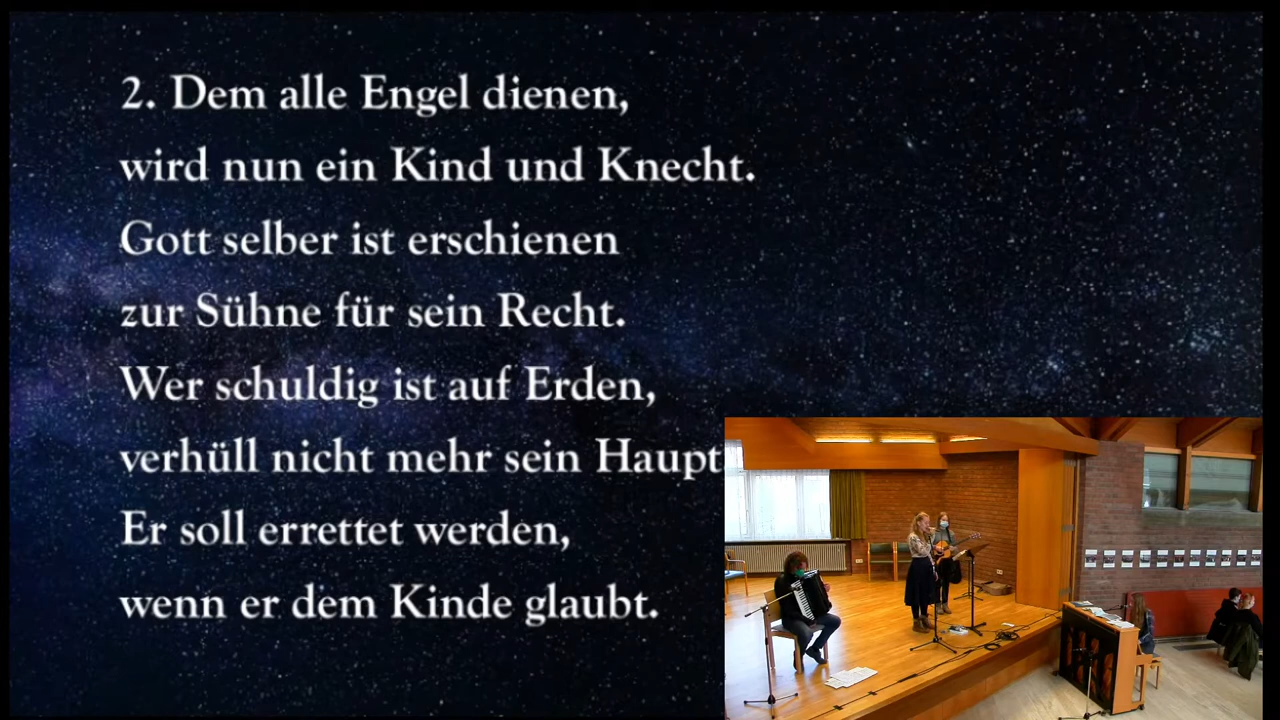 2. Dem alle Engel dienen,
wird nun ein Kind und Knecht.
Gott selber ist erschienen
zur Sühne für sein Recht.
Wer schuldig ist auf Erden,
verhüll nicht mehr sein Haupt
Er soll errettet werden,
wenn er dem Kinde glaubt.